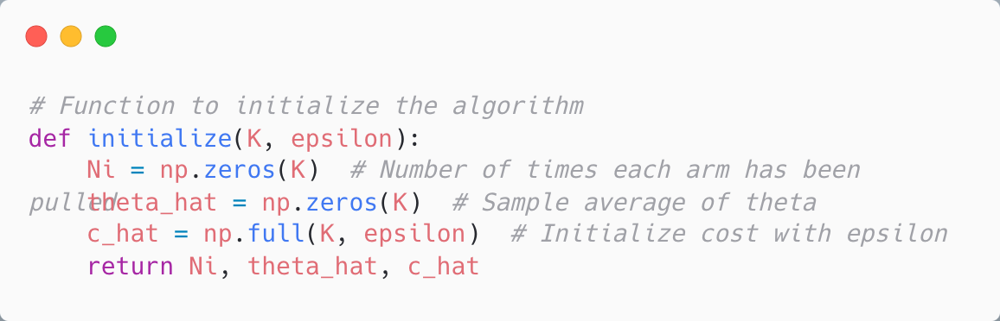 # Function to initialize the algorithm
def initialize(K, epsilon):
    Ni = np.zeros(K)  # Number of times each arm has been
pulled
    theta_hat = np.zeros(K)  # Sample average of theta
    c_hat = np.full(K, epsilon)  # Initialize cost with epsilon
    return Ni, theta_hat, c_hat